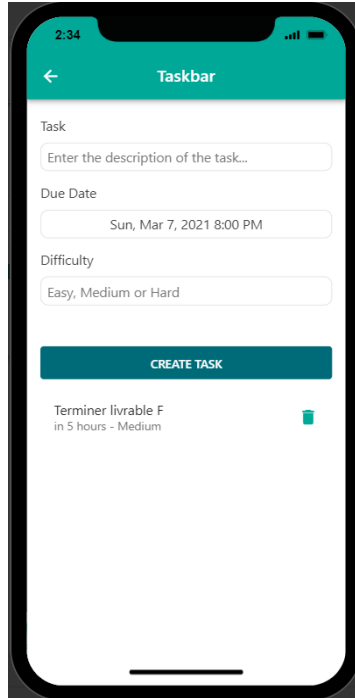 2:34
Taskbar
Task
Enter the description of the task...
Due Date
Sun, Mar 7, 2021 8:00 PM
Difficulty
Easy, Medium or Hard
CREATE TASK
Terminer livrable F
in 5 hours - Medium